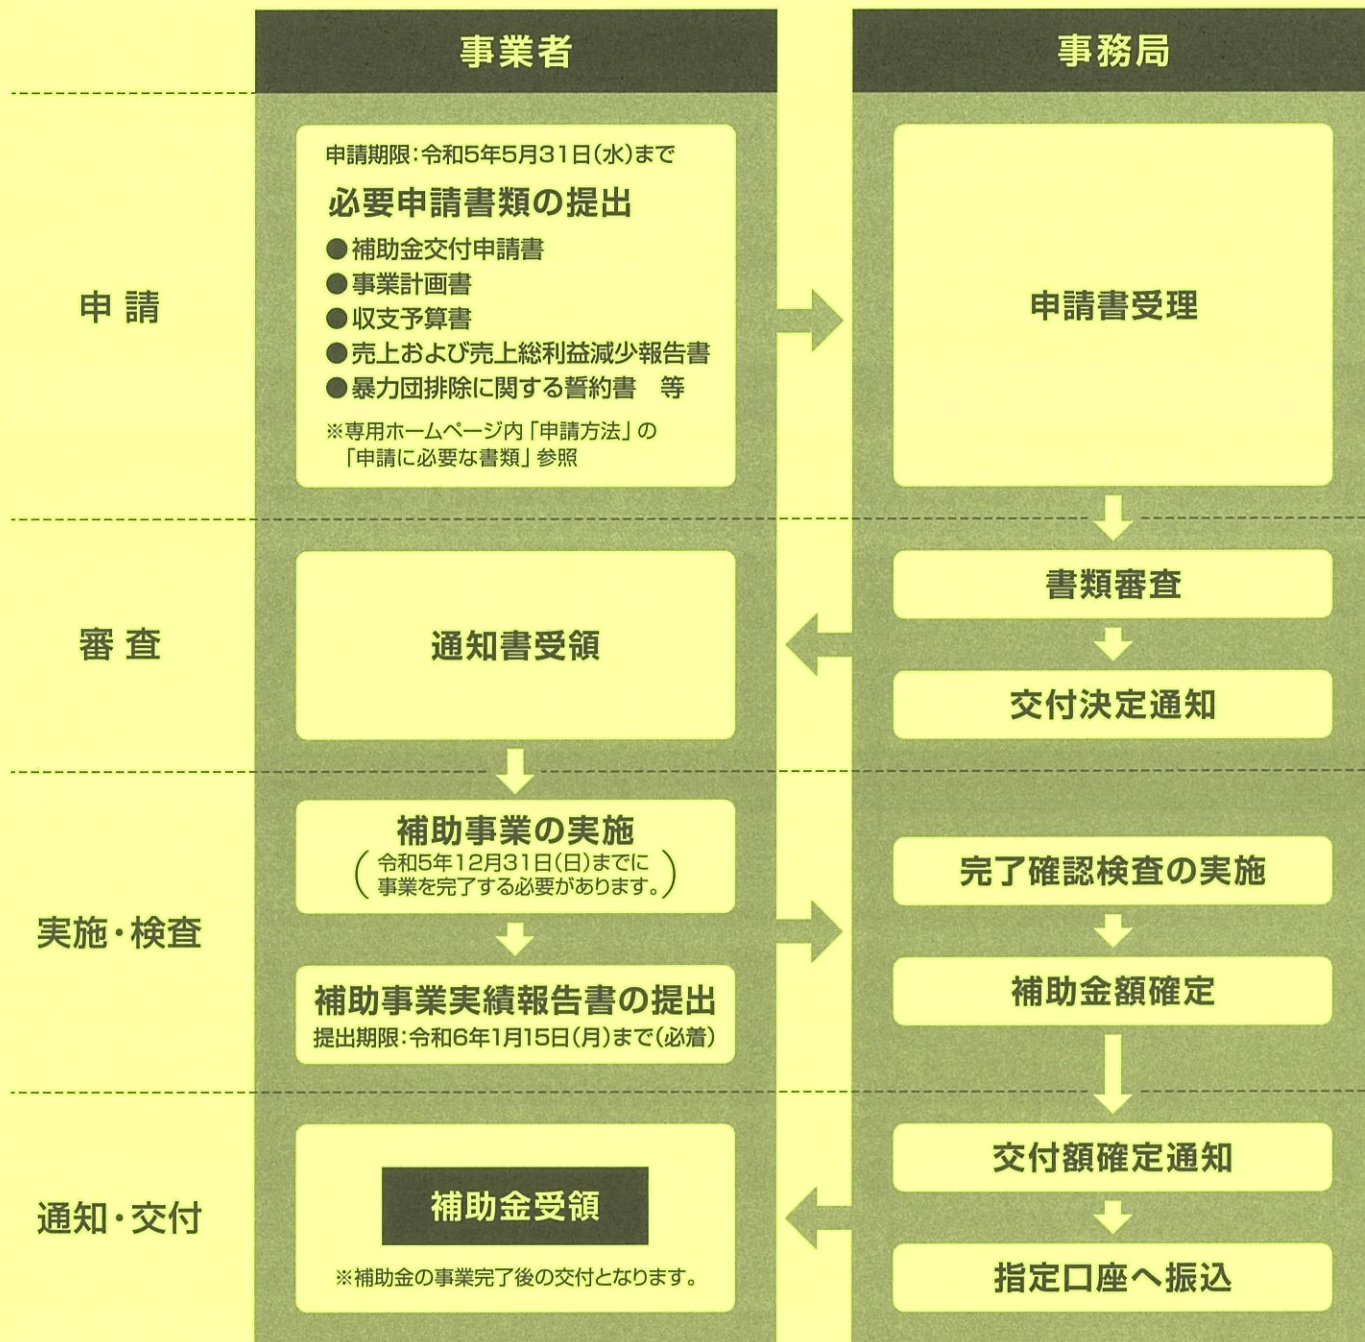 事業者
事務局
申請
申請期限：令和5年5月31日（水）まで
必要申請書類の提出
●補助金交付申請書
●事業計画書
●収支予算書
●売上および売上総利益減少報告書
●暴力団排除に関する誓約書　等
※専用ホームページ内「申請方法」の
「申請に必要な書類」参照
申請書受理
審査
通知書受領
書類審査
交付決定通知
実施・検査
補助事業の実施
（令和5年12月31日（日）までに
事業を完了する必要があります。）
補助事業実績報告書の提出
提出期限：令和6年1月15日（月）まで（必着）
完了確認検査の実施
補助金額確定
通知・交付
補助金受領
※補助金の事業完了後の交付となります。
交付額確定通知
指定口座へ振込